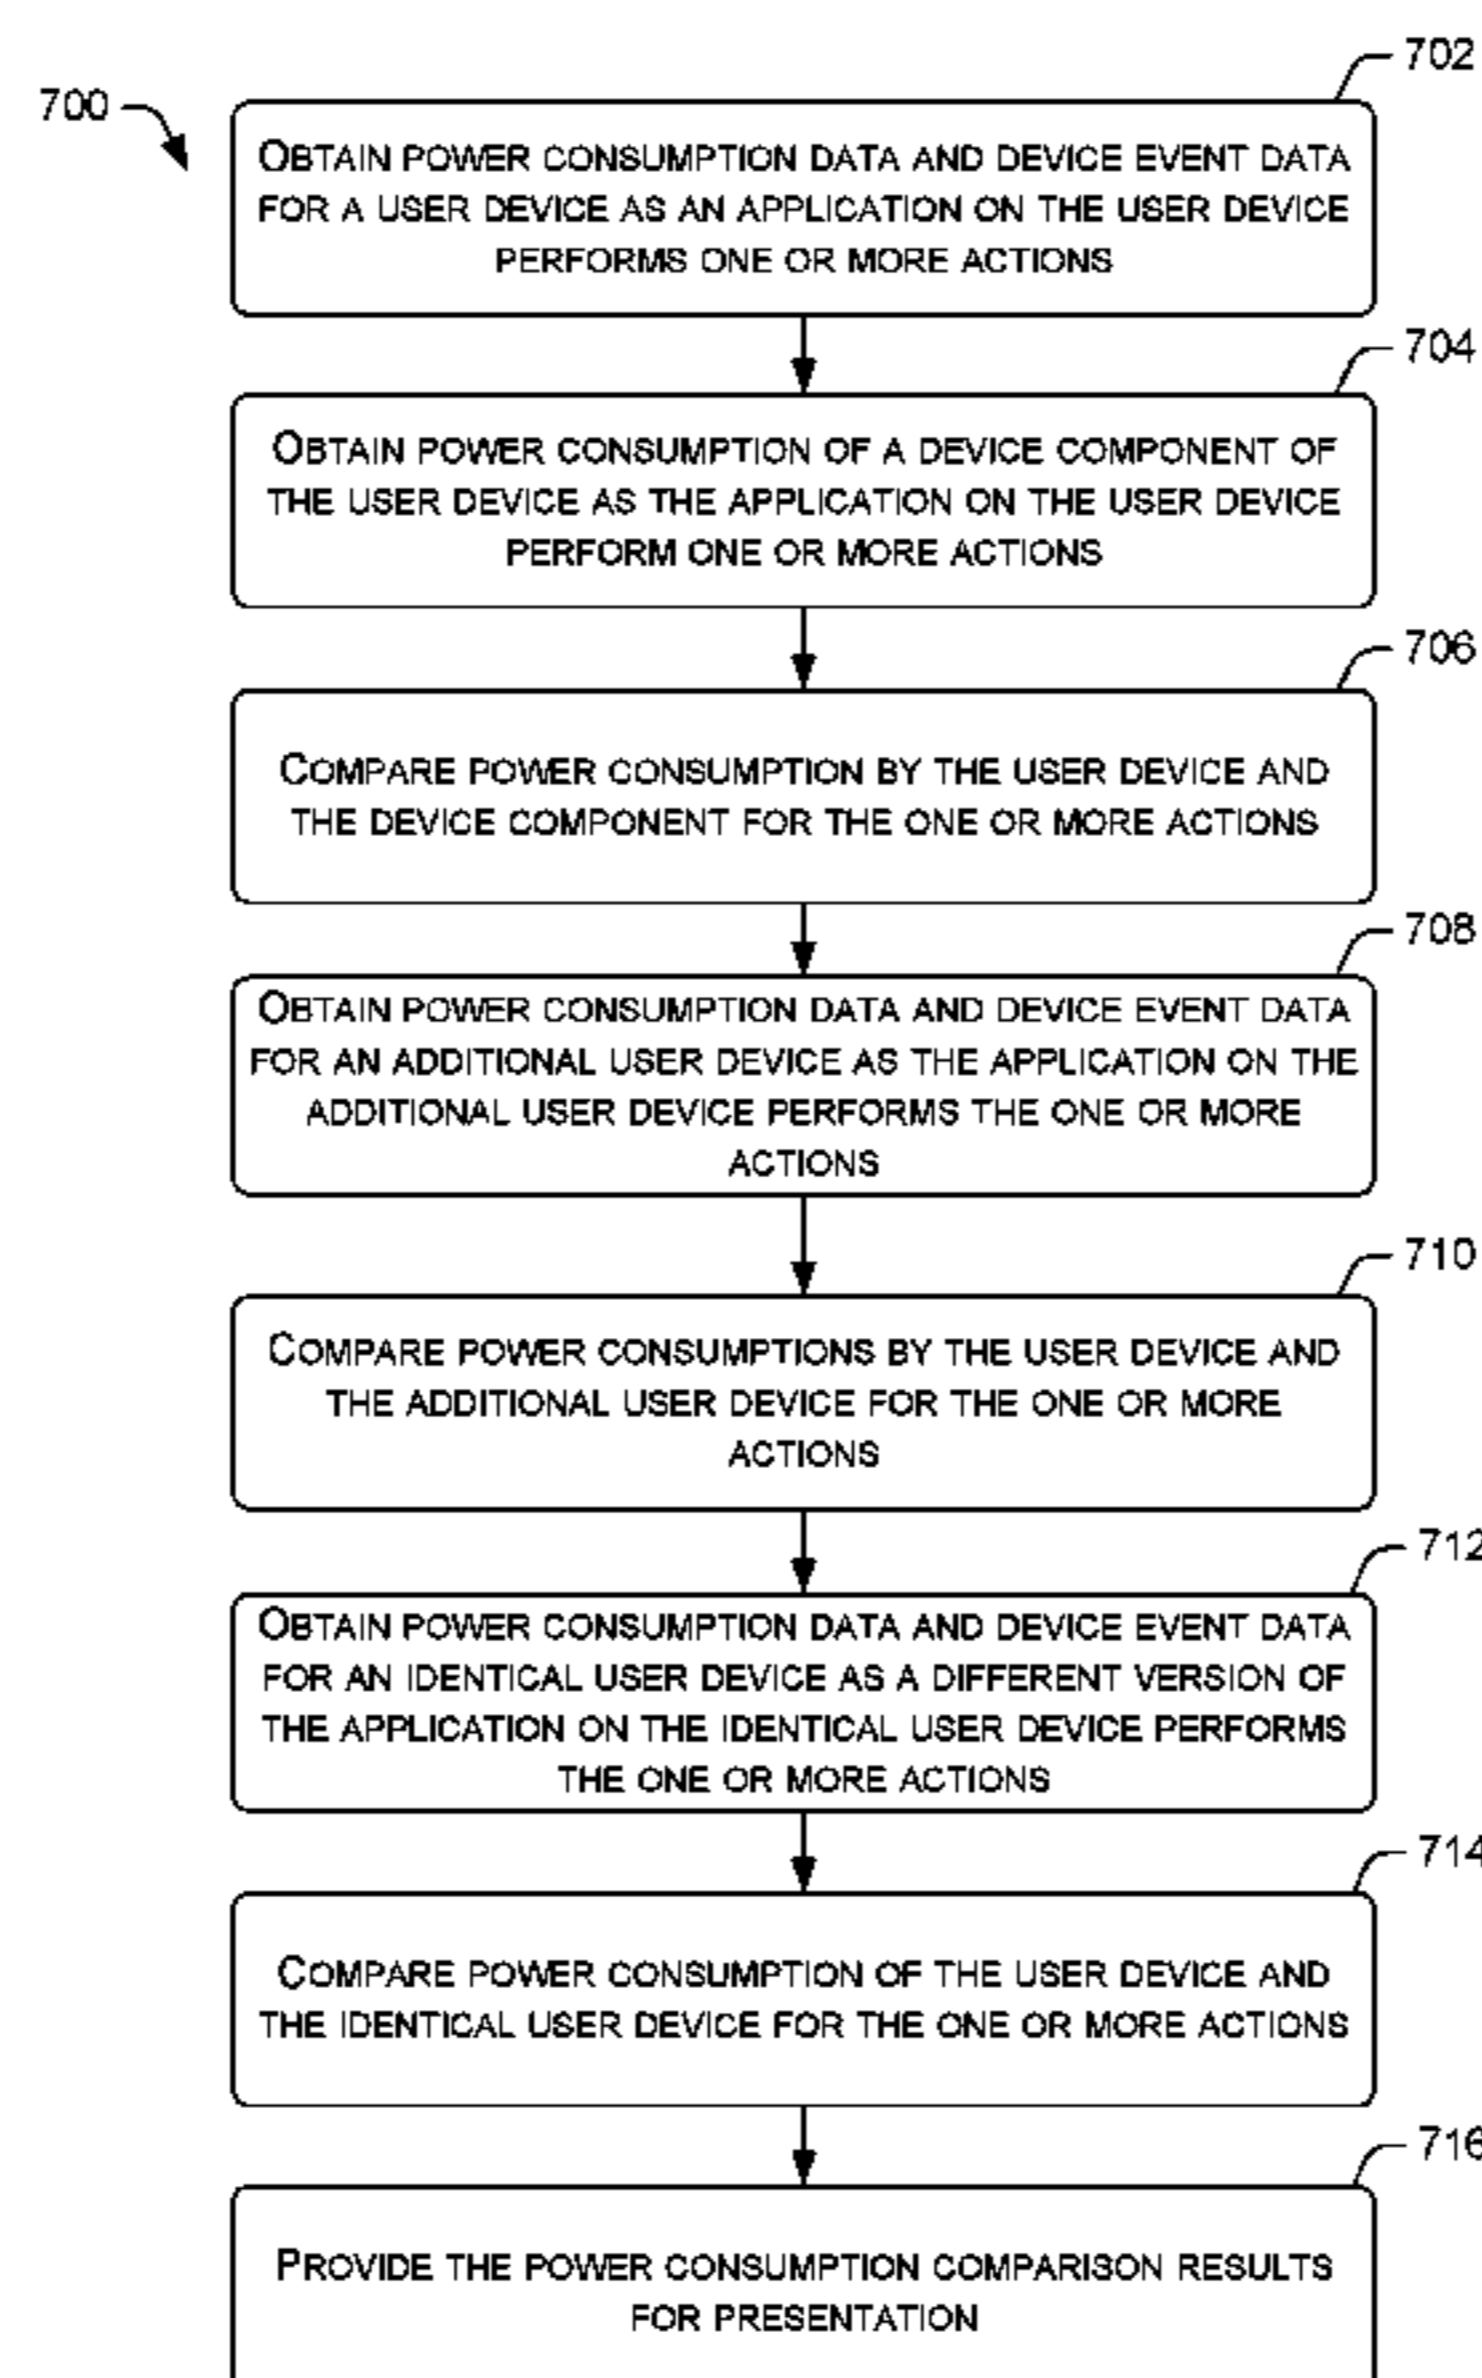 702
700
OBTAIN POWER CONSUMPTION DATA AND DEVICE EVENT DATA
FOR A USER DEVICE AS AN APPLICATION ON THE USER DEVICE
PERFORMS ONE OR MORE ACTIONS
704
OBTAIN POWER CONSUMPTION OF A DEVICE COMPONENT OF
THE USER DEVICE AS THE APPLICATION ON THE USER DEVICE
PERFORM ONE OR MORE ACTIONS
706
COMPARE POWER CONSUMPTION BY THE USER DEVICE AND
THE DEVICE COMPONENT FOR THE ONE OR MORE ACTIONS
708
OBTAIN POWER CONSUMPTION DATA AND DEVICE EVENT DATA
FOR AN ADDITIONAL USER DEVICE AS THE APPLICATION ON THE
ADDITIONAL USER DEVICE PERFORMS THE ONE OR MORE
ACTIONS
710
COMPARE POWER CONSUMPTIONS BY THE USER DEVICE AND
THE ADDITIONAL USER DEVICE FOR THE ONE OR MORE
ACTIONS
712
OBTAIN POWER CONSUMPTION DATA AND DEVICE EVENT DATA
FOR AN IDENTICAL USER DEVICE AS A DIFFERENT VERSION OF
THE APPLICATION ON THE IDENTICAL USER DEVICE PERFORMS
THE ONE OR MORE ACTIONS
714
COMPARE POWER CONSUMPTION OF THE USER DEVICE AND
THE IDENTICAL USER DEVICE FOR THE ONE OR MORE ACTIONS
716
PROVIDE THE POWER CONSUMPTION COMPARISON RESULTS
FOR PRESENTATION